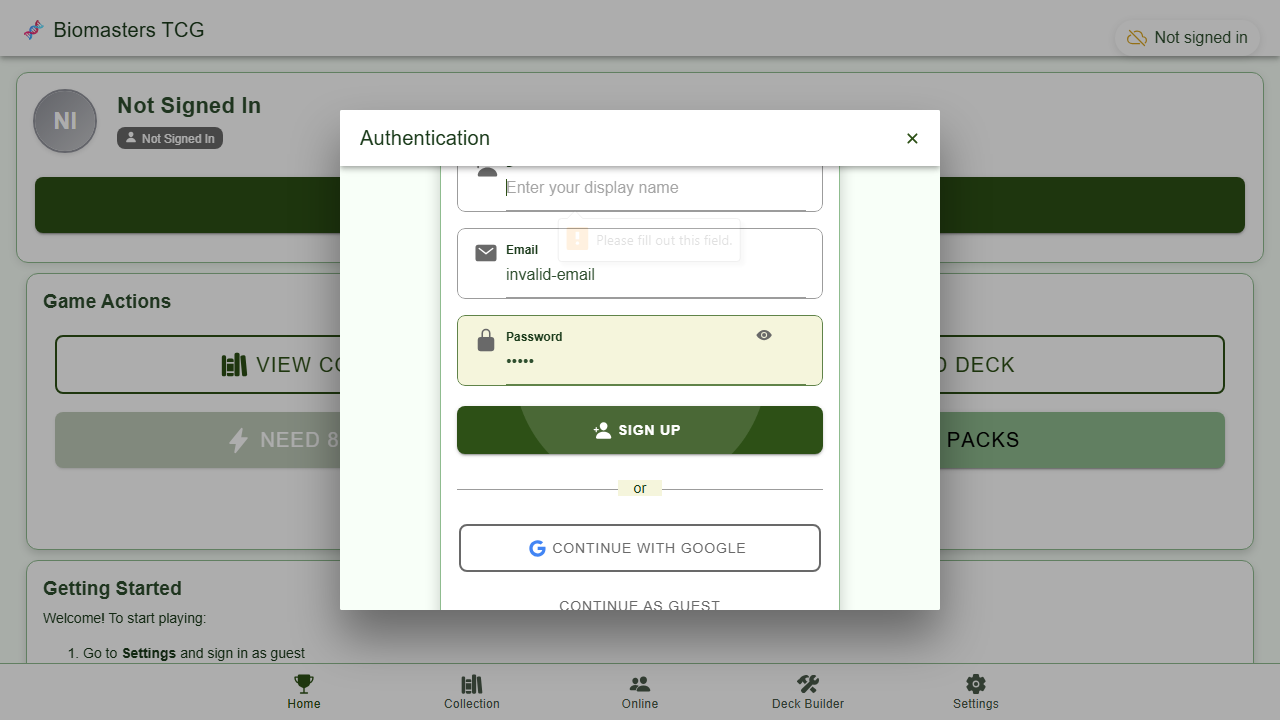 Biomasters TCG
Not signed in
NI
Not Signed In
Not Signed In
Authentication
Enter your display name
Please fill out this field.
Email
invalid-email
Password
•••••
SIGN UP
or
CONTINUE WITH GOOGLE
CONTINUE AS GUEST
Game Actions
VIEW CO
D DECK
NEED 8
PACKS
Getting Started
Welcome! To start playing:
1. Go to Settings and sign in as guest
Home
Collection
Online
Deck Builder
Settings